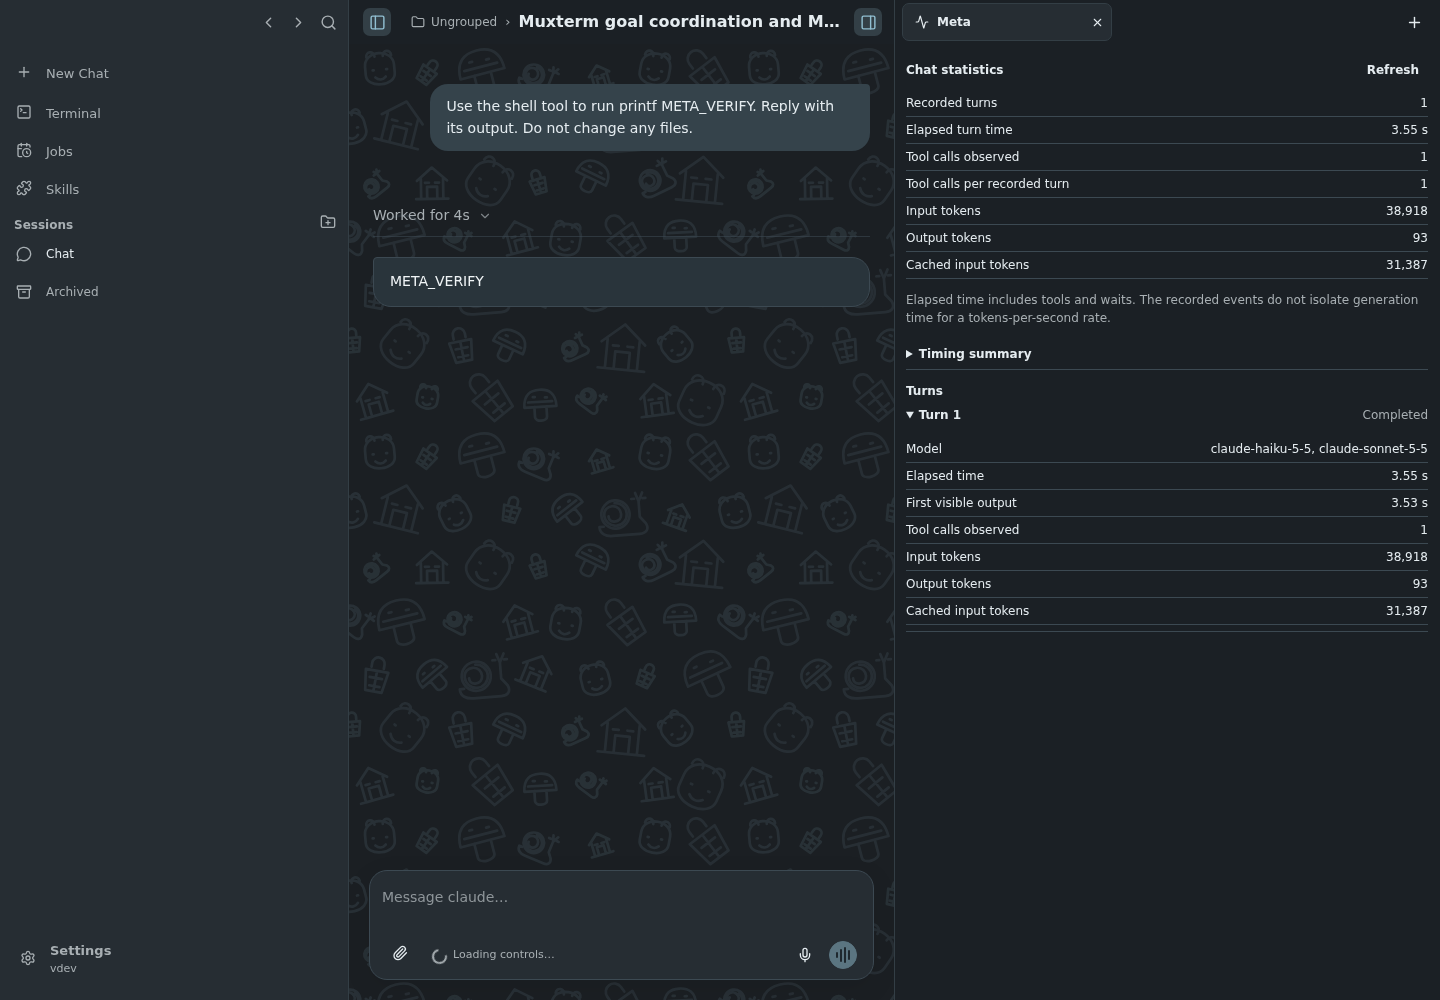 New Chat
Terminal
Jobs
Skills
Sessions
Chat
Archived
Settings
vdev
Ungrouped › Muxterm goal coordination and M...
Use the shell tool to run printf META_VERIFY. Reply with
its output. Do not change any files.
Worked for 4s
META_VERIFY
Message claude...
Loading controls...
Meta ×
Chat statistics Refresh
Recorded turns 1
Elapsed turn time 3.55 s
Tool calls observed 1
Tool calls per recorded turn 1
Input tokens 38,918
Output tokens 93
Cached input tokens 31,387
Elapsed time includes tools and waits. The recorded events do not isolate generation
time for a tokens-per-second rate.
Timing summary
Turns
Turn 1 Completed
Model claude-haiku-5-5, claude-sonnet-5-5
Elapsed time 3.55 s
First visible output 3.53 s
Tool calls observed 1
Input tokens 38,918
Output tokens 93
Cached input tokens 31,387